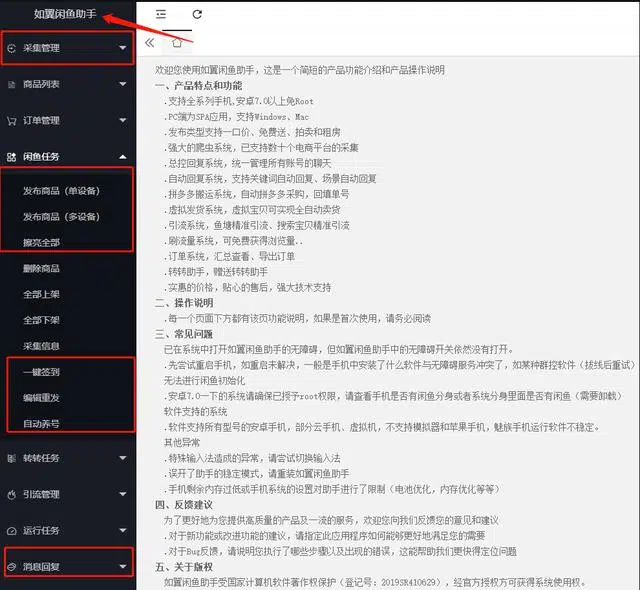 如翼闲鱼助手
采集管理
商品列表
订单管理
闲鱼任务
发布商品（单设备）
发布商品（多设备）
擦亮全部
删除商品
全部上架
全部下架
采集信息
一键签到
编辑重发
自动养号
转转任务
引流管理
运行任务
消息回复
欢迎您使用如翼闲鱼助手，这是一个简短的产品功能介绍和产品操作说明
一、产品特点和功能
.支持全系列手机,安卓7.0以上免Root
.PC端为SPA应用，支持Windows、Mac
.发布类型支持一口价、免费送、拍卖和租房
.强大的爬虫系统，已支持数十个电商平台的采集
.总控回复系统，统一管理所有账号的聊天
.自动回复系统，支持关键词自动回复、场景自动回复
.拼多多搬运系统，自动拼多多采购，回填单号
.虚拟发货系统，虚拟宝贝可实现全自动卖货
.引流系统，鱼塘精准引流、搜索宝贝精准引流
.刷流量系统，可免费获得浏览量..
.订单系统，汇总查看、导出订单
.转转助手，赠送转转助手
.实惠的价格，贴心的售后，强大技术支持
二、操作说明
.每一个页面下方都有该页功能说明，如果是首次使用，请务必阅读
三、常见问题
已在系统中打开如翼闲鱼助手的无障碍，但如翼闲鱼助手中的无障碍开关依然没有打开。
.先尝试重启手机，如重启未解决，一般是手机中安装了什么软件与无障碍服务冲突了，如某种群控软件（拔线后重试）
无法进行闲鱼初始化
.安卓7.0一下的系统请确保已授予root权限，请查看手机是否有闲鱼分身或者系统分身里面是否有闲鱼（需要卸载）
软件支持的系统
.软件支持所有型号的安卓手机，部分云手机、虚拟机，不支持模拟器和苹果手机，魅族手机运行软件不稳定。
其他异常
.特殊输入法造成的异常，请尝试切换输入法
.误开了助手的稳定模式，请重装如翼闲鱼助手
.手机剩余内存过低或手机系统的设置对助手进行了限制（电池优化，内存优化等等）
四、反馈建议
为了更好地为您提供高质量的产品及一流的服务，欢迎您向我们反馈您的意见和建议
.对于新功能或改进功能的建议，请指定此应用程序如何能够更好地满足您的需要
.对于Bug反馈，请说明您执行了哪些步骤以及出现的错误，这能帮助我们更快得定位问题
五、关于版权
如翼闲鱼助手受国家计算机软件著作权保护（登记号：2019SR410629），经官方授权方可获得系统使用权。